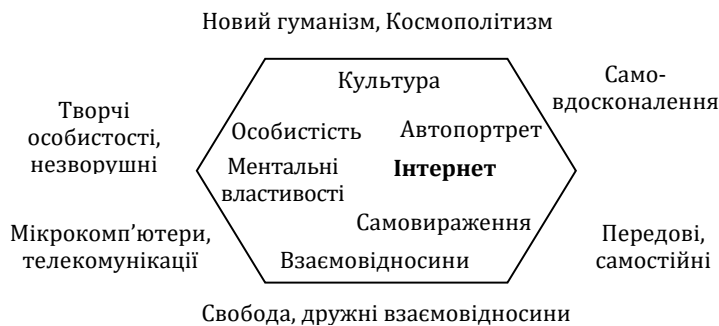 Новий гуманізм, Космополітизм
Культура
Само-
вдосконалення
Творчі
особистості,
незворушні
Особистість
Автопортрет
Ментальні
властивості
Інтернет
Самовираження
Мікрокомп’ютери,
телекомунікації
Взаємовідносини
Передові,
самостійні
Свобода, дружні взаємовідносини